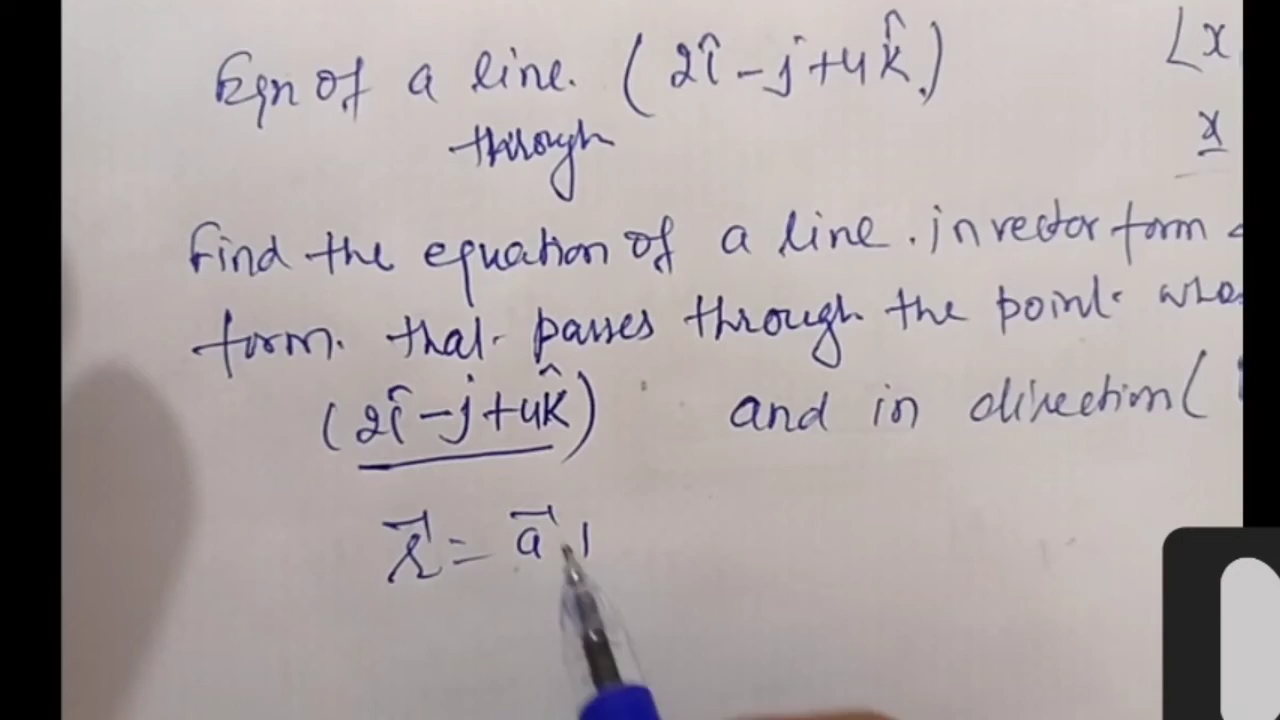 Eqn of a line. (2î - j + 4k̂.)
through
Find the equation of a line. in vector form
form. that. passes through the point.
(2î - j + 4k̂) and in direction (
r⃗ = a⃗
⌊x
x